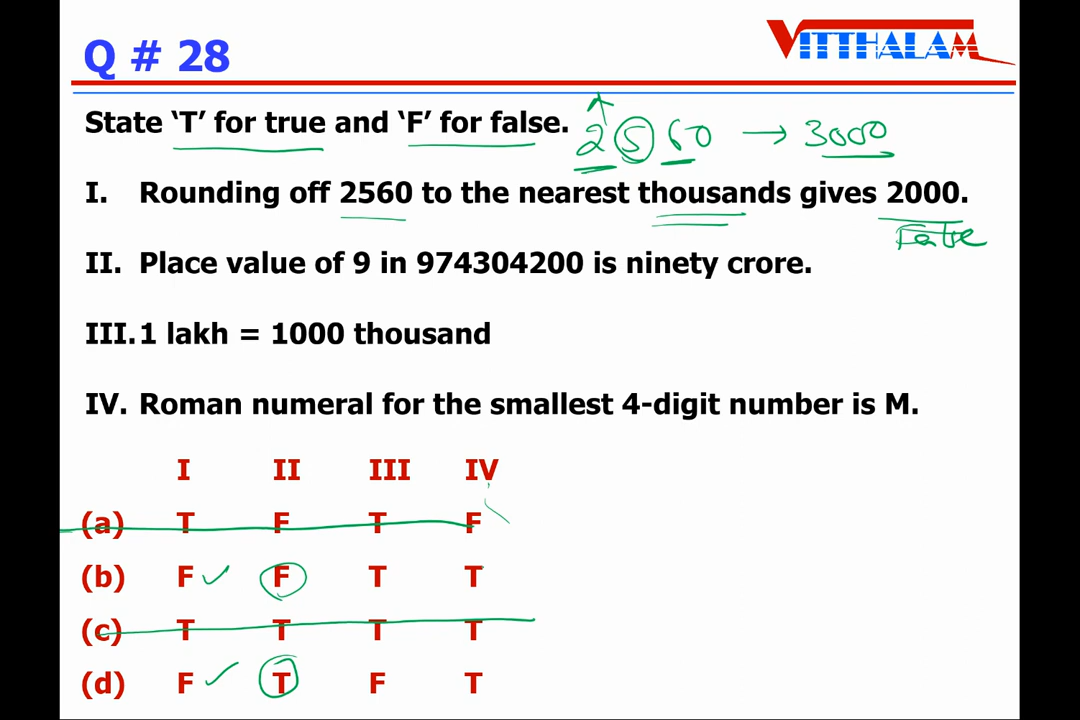 VITTHALAM
Q # 28
State ‘T’ for true and ‘F’ for false.
2560 → 3000
I. Rounding off 2560 to the nearest thousands gives 2000.
False
II. Place value of 9 in 974304200 is ninety crore.
III. 1 lakh = 1000 thousand
IV. Roman numeral for the smallest 4-digit number is M.
I II III IV
(a) T F T F
(b) F F T T
(c) T T T T
(d) F T F T